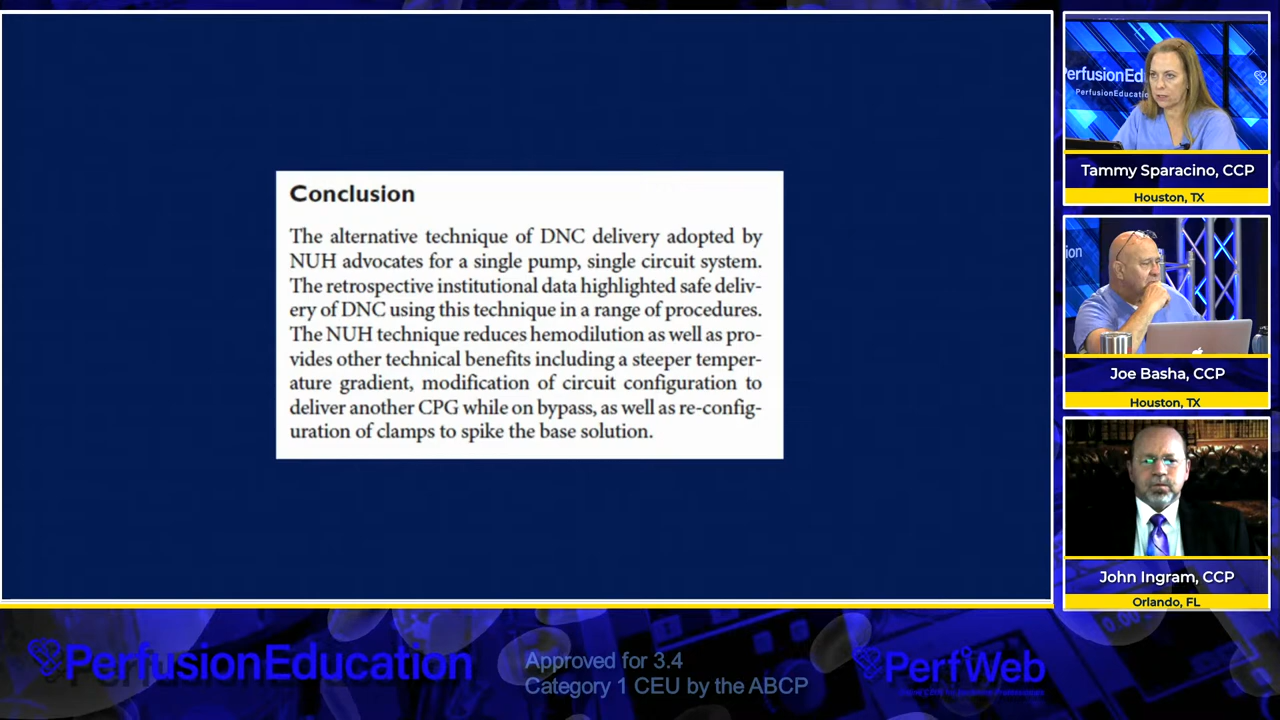 Conclusion
The alternative technique of DNC delivery adopted by
NUH advocates for a single pump, single circuit system.
The retrospective institutional data highlighted safe deliv-
ery of DNC using this technique in a range of procedures.
The NUH technique reduces hemodilution as well as pro-
vides other technical benefits including a steeper temper-
ature gradient, modification of circuit configuration to
deliver another CPG while on bypass, as well as re-config-
uration of clamps to spike the base solution.
PerfusionEd
PerfusionEducatio
Tammy Sparacino, CCP
Houston, TX
ion
Joe Basha, CCP
Houston, TX
John Ingram, CCP
Orlando, FL
PerfusionEducation
Approved for 3.4
Category 1 CEU by the ABCP
PerfWeb